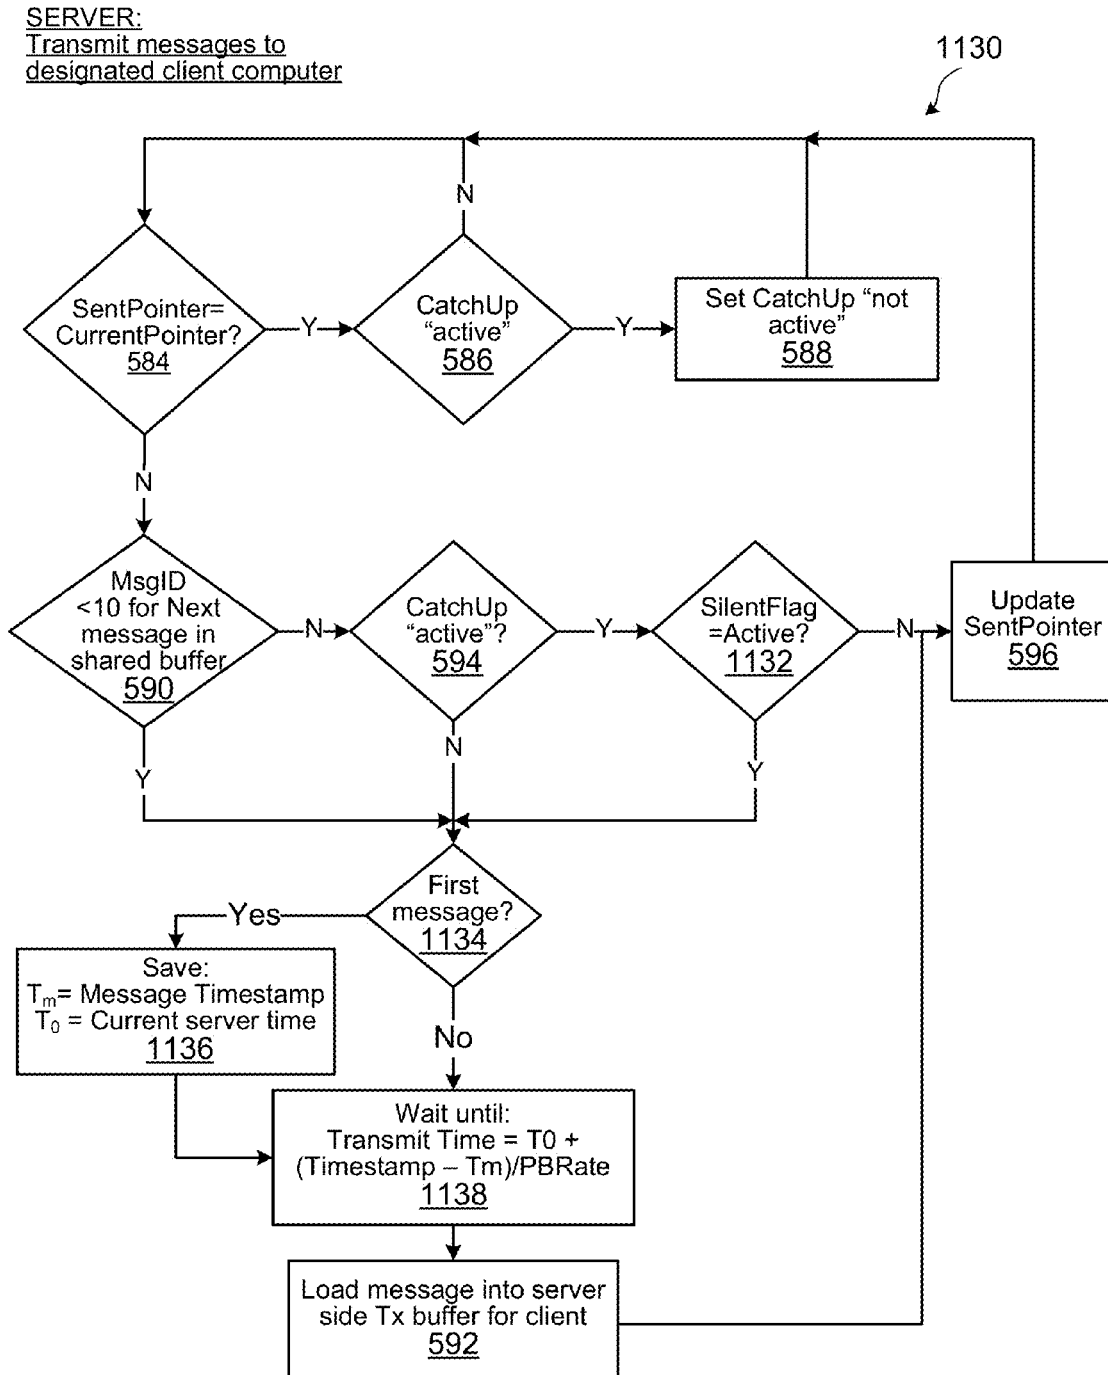 SERVER:
Transmit messages to
designated client computer
1130
N
SentPointer=
CurrentPointer?
584
Y
CatchUp
“active”
586
Y
Set CatchUp “not
active”
588
N
MsgID
<10 for Next
message in
shared buffer
590
N
CatchUp
“active”?
594
Y
SilentFlag
=Active?
1132
N
Update
SentPointer
596
Y
N
Y
First
message?
1134
Yes
Save:
Tm= Message Timestamp
T0 = Current server time
1136
No
Wait until:
Transmit Time = T0 +
(Timestamp – Tm)/PBRate
1138
Load message into server
side Tx buffer for client
592